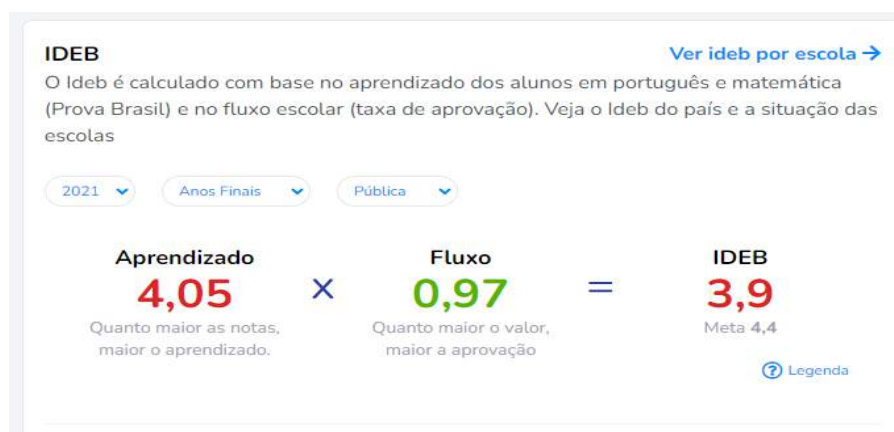 IDEB
Ver ideb por escola →
O Ideb é calculado com base no aprendizado dos alunos em português e matemática
(Prova Brasil) e no fluxo escolar (taxa de aprovação). Veja o Ideb do país e a situação das
escolas
2021
Anos Finais
Pública
Aprendizado
4,05
Quanto maior as notas,
maior o aprendizado.
×
Fluxo
0,97
Quanto maior o valor,
maior a aprovação
=
IDEB
3,9
Meta 4,4
? Legenda